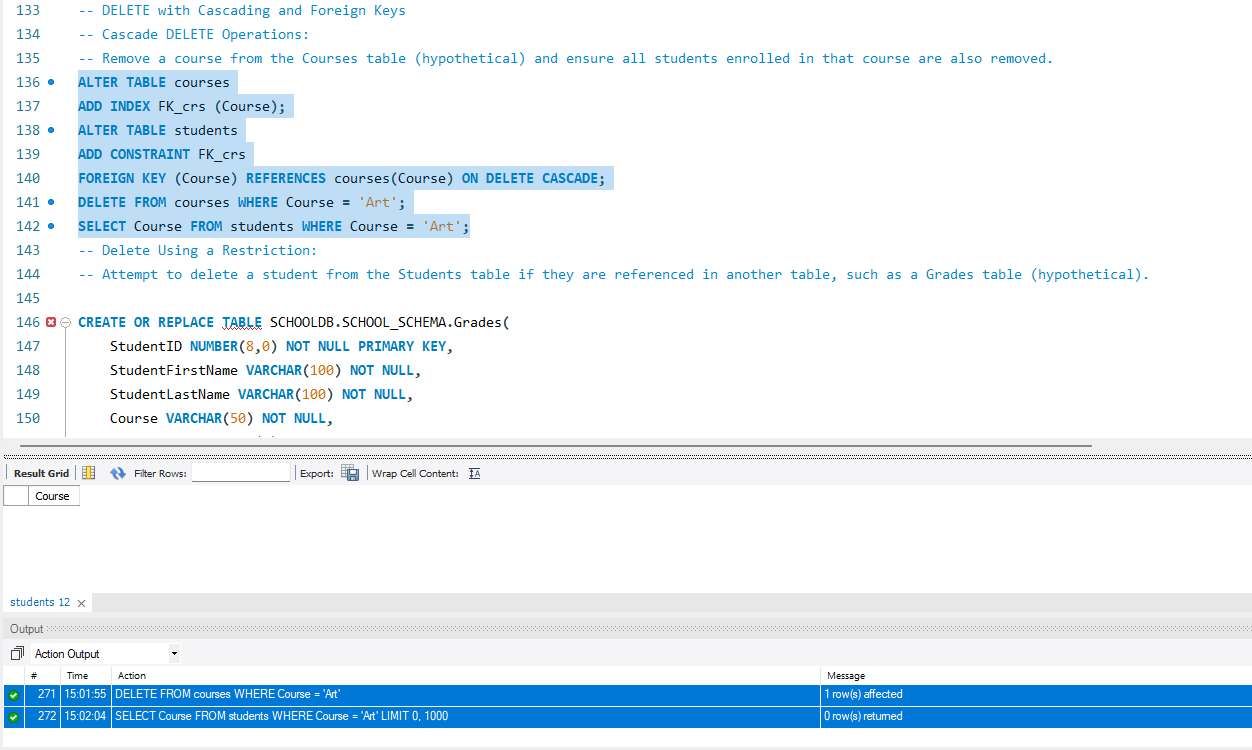 133 -- DELETE with Cascading and Foreign Keys
134 -- Cascade DELETE Operations:
135 -- Remove a course from the Courses table (hypothetical) and ensure all students enrolled in that course are also removed.
136 ALTER TABLE courses
137 ADD INDEX FK_crs (Course);
138 ALTER TABLE students
139 ADD CONSTRAINT FK_crs
140 FOREIGN KEY (Course) REFERENCES courses(Course) ON DELETE CASCADE;
141 DELETE FROM courses WHERE Course = 'Art';
142 SELECT Course FROM students WHERE Course = 'Art';
143 -- Delete Using a Restriction:
144 -- Attempt to delete a student from the Students table if they are referenced in another table, such as a Grades table (hypothetical).
145
146 CREATE OR REPLACE TABLE SCHOOLDB.SCHOOL_SCHEMA.Grades(
147 StudentID NUMBER(8,0) NOT NULL PRIMARY KEY,
148 StudentFirstName VARCHAR(100) NOT NULL,
149 StudentLastName VARCHAR(100) NOT NULL,
150 Course VARCHAR(50) NOT NULL,
Result Grid Filter Rows: Export: Wrap Cell Content: IA
Course
students 12
Output
Action Output
# Time Action Message
271 15:01:55 DELETE FROM courses WHERE Course = 'Art' 1 row(s) affected
272 15:02:04 SELECT Course FROM students WHERE Course = 'Art' LIMIT 0, 1000 0 row(s) returned